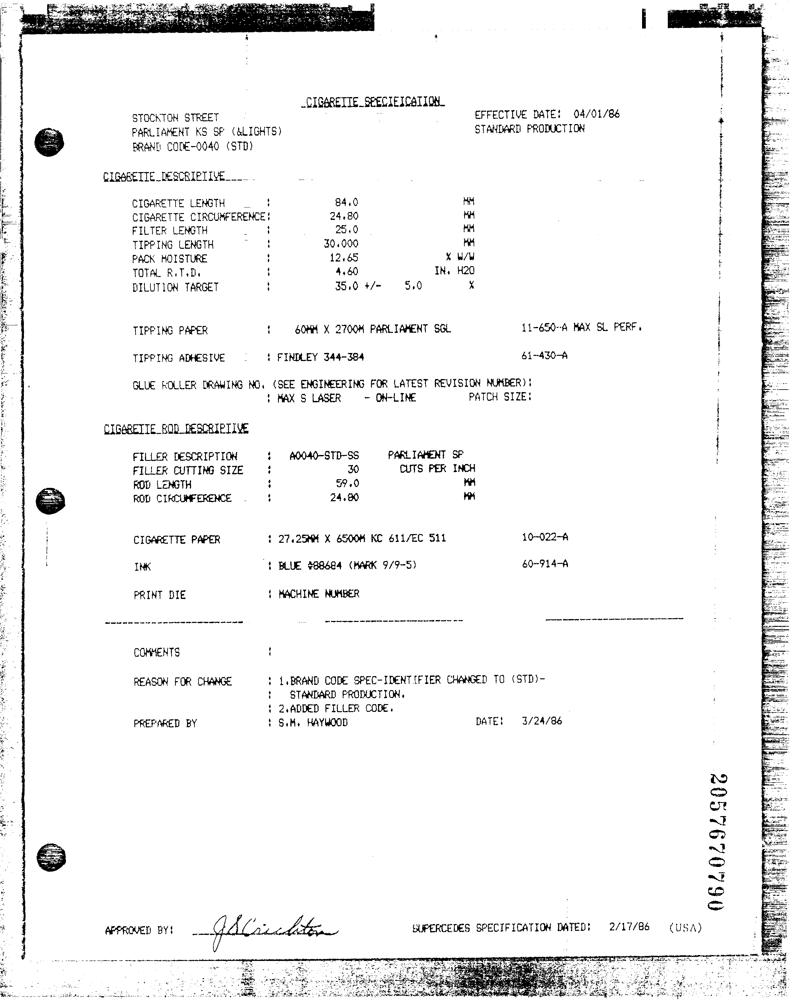 CIGARETTE SPECIFICATION
STOCKTON STREET EFFECTIVE DATE: 04/01/86
PARLIAMENT KS SP (&LIGHTS) STANDARD PRODUCTION
BRAND CODE-0040 (STD)
CIGARETTE DESCRIPTIVE
CIGARETTE LENGTH : 84.0 MM
CIGARETTE CIRCUMFERENCE: 24.80 MM
FILTER LENGTH : 25.0 MM
TIPPING LENGTH : 30.000 MM
PACK MOISTURE : 12.65 % W/W
TOTAL R.T.D. : 4.60 IN. H2O
DILUTION TARGET : 35.0 +/- 5.0 %
TIPPING PAPER : 60MM X 2700M PARLIAMENT SGL 11-650-A MAX SL PERF.
TIPPING ADHESIVE : FINDLEY 344-384 61-430-A
GLUE ROLLER DRAWING NO. (SEE ENGINEERING FOR LATEST REVISION NUMBER):
: MAX S LASER - ON-LINE PATCH SIZE:
CIGARETTE ROD DESCRIPTIVE
FILLER DESCRIPTION : A0040-STD-SS PARLIAMENT SP
FILLER CUTTING SIZE : 30 CUTS PER INCH
ROD LENGTH : 59.0 MM
ROD CIRCUMFERENCE : 24.80 MM
CIGARETTE PAPER : 27.25MM X 6500M KC 611/EC 511 10-022-A
INK : BLUE #88684 (MARK 9/9-5) 60-914-A
PRINT DIE : MACHINE NUMBER
COMMENTS :
REASON FOR CHANGE : 1.BRAND CODE SPEC-IDENTIFIER CHANGED TO (STD)-
: STANDARD PRODUCTION.
: 2.ADDED FILLER CODE.
PREPARED BY : S.M. HAYWOOD DATE: 3/24/86
2057670790
APPROVED BY: JSCrichton SUPERCEDES SPECIFICATION DATED: 2/17/86 (USA)